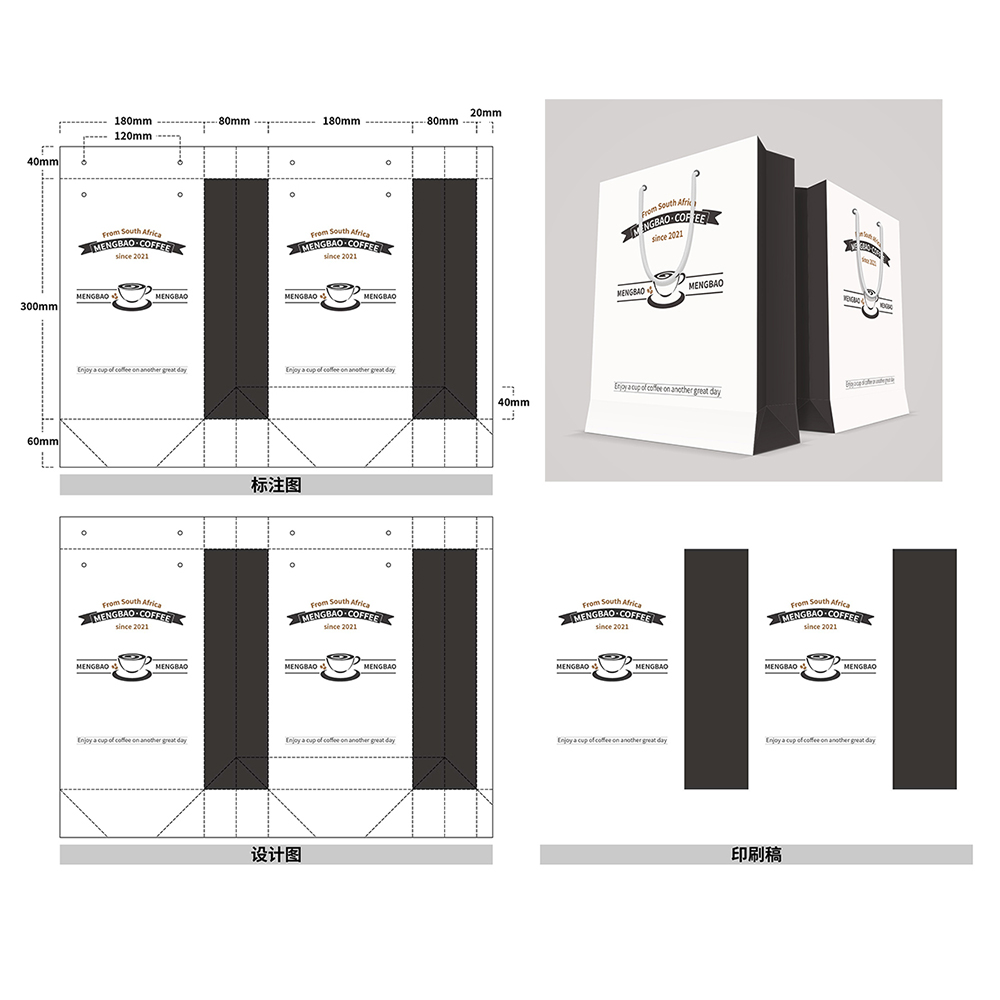 180mm
80mm
180mm
80mm
20mm
120mm
40mm
300mm
60mm
40mm
From South Africa
MENGBAO·COFFEE
since 2021
MENGBAO MENGBAO
Enjoy a cup of coffee on another great day
From South Africa
MENGBAO·COFFEE
since 2021
MENGBAO MENGBAO
Enjoy a cup of coffee on another great day
标注图
From South Africa
MENGBAO·COFFEE
since 2021
MENGBAO MENGBAO
Enjoy a cup of coffee on another great day
From South Africa
MENGBAO·COFFEE
since 2021
MENGBAO MENGBAO
Enjoy a cup of coffee on another great day
From South Africa
MENGBAO·COFFEE
since 2021
MENGBAO MENGBAO
Enjoy a cup of coffee on another great day
From South Africa
MENGBAO·COFFEE
since 2021
MENGBAO MENGBAO
Enjoy a cup of coffee on another great day
设计图
From South Africa
MENGBAO·COFFEE
since 2021
MENGBAO MENGBAO
Enjoy a cup of coffee on another great day
From South Africa
MENGBAO·COFFEE
since 2021
MENGBAO MENGBAO
Enjoy a cup of coffee on another great day
印刷稿